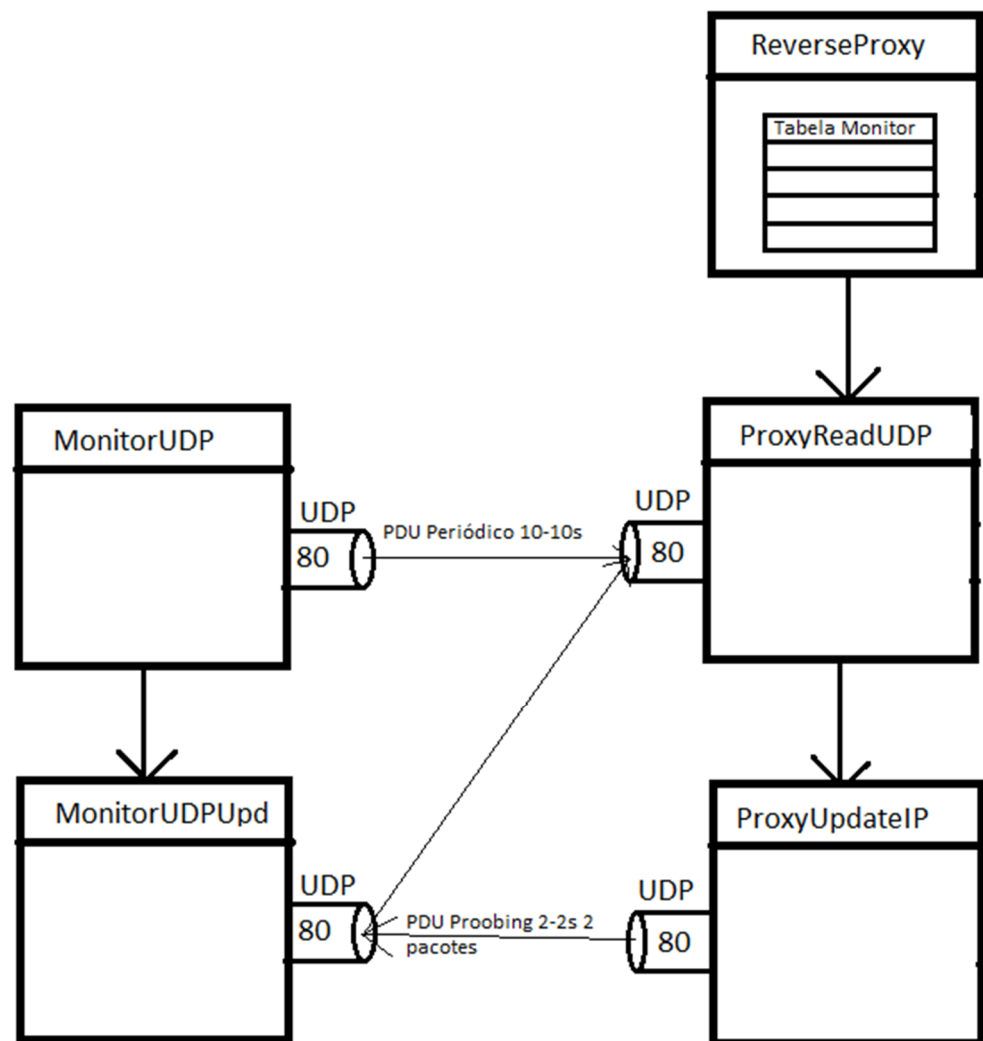 ReverseProxy
Tabela Monitor
MonitorUDP
ProxyReadUDP
UDP
80
PDU Periódico 10-10s
UDP
80
MonitorUDPUpd
ProxyUpdateIP
UDP
80
PDU Proobing 2-2s 2
pacotes
UDP
80